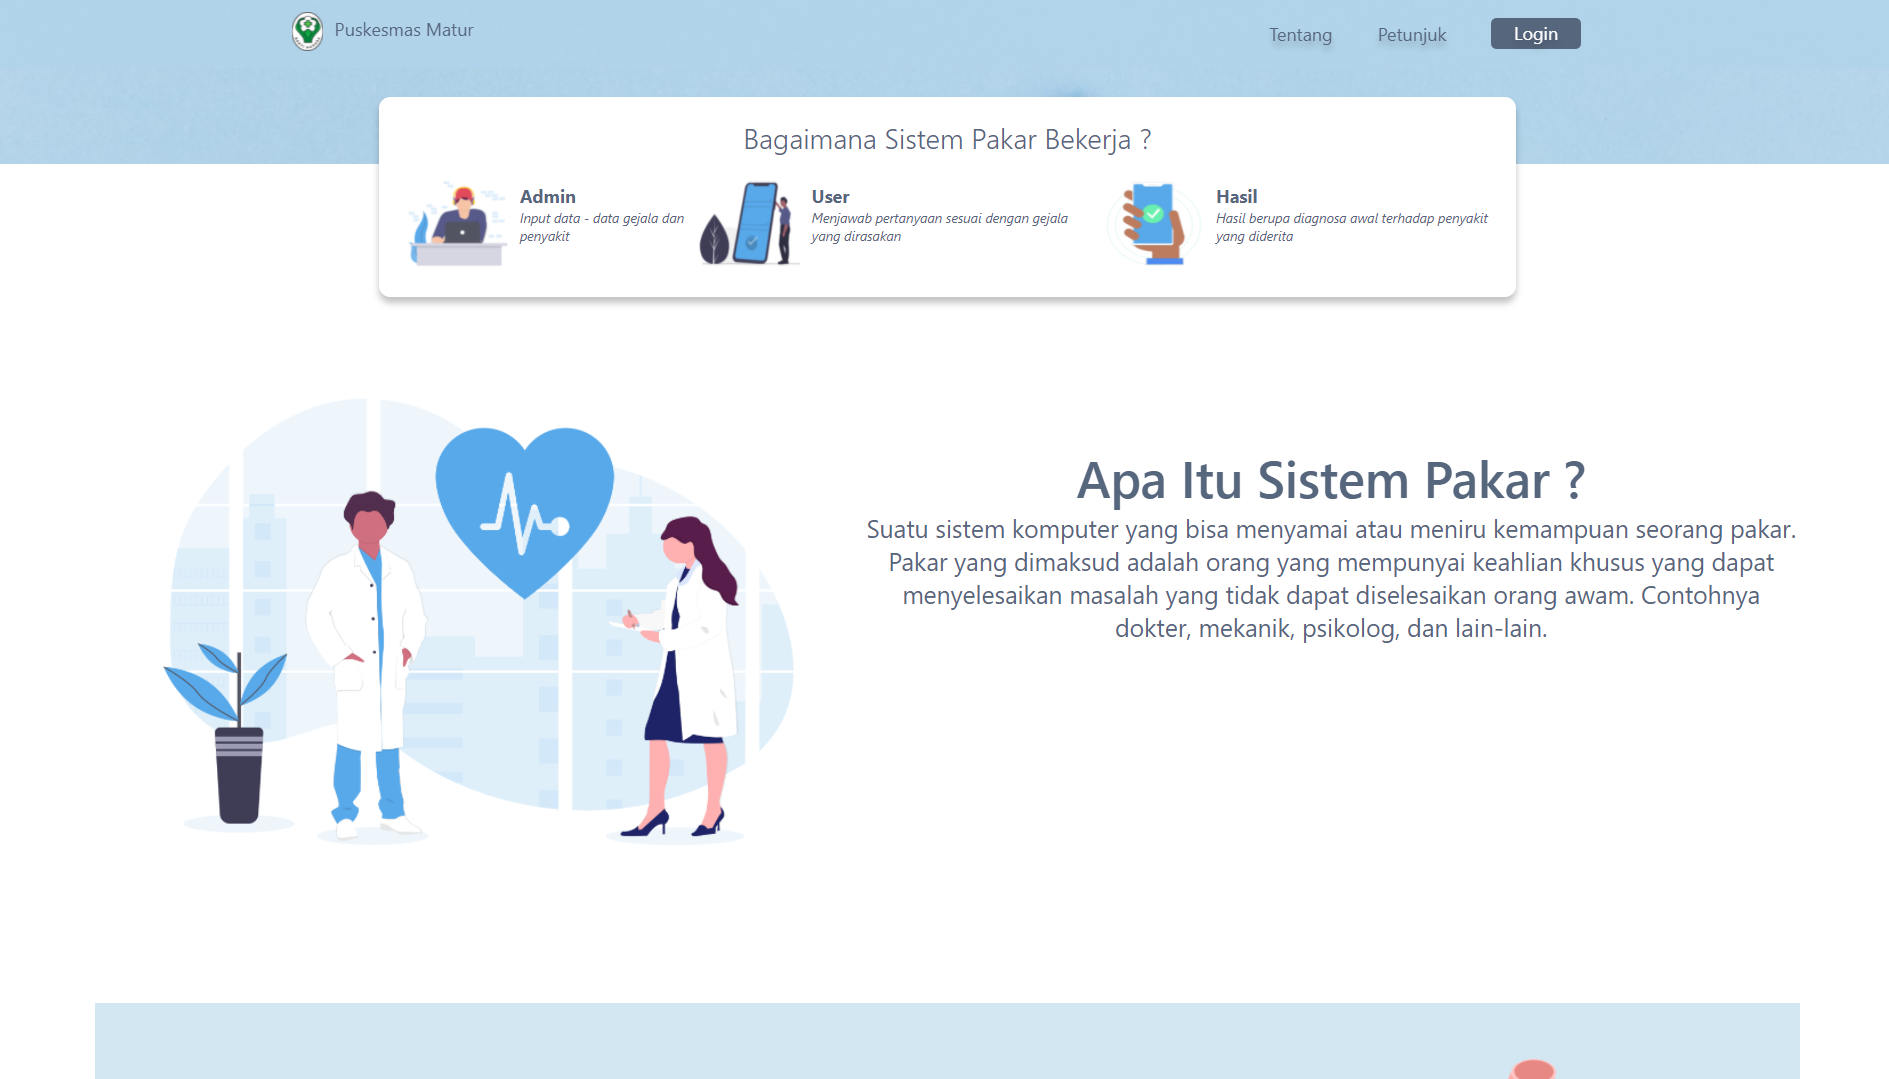 Puskesmas Matur
Tentang
Petunjuk
Login
Bagaimana Sistem Pakar Bekerja ?
Admin
Input data - data gejala dan
penyakit
User
Menjawab pertanyaan sesuai dengan gejala
yang dirasakan
Hasil
Hasil berupa diagnosa awal terhadap penyakit
yang diderita
Apa Itu Sistem Pakar ?
Suatu sistem komputer yang bisa menyamai atau meniru kemampuan seorang pakar.
Pakar yang dimaksud adalah orang yang mempunyai keahlian khusus yang dapat
menyelesaikan masalah yang tidak dapat diselesaikan orang awam. Contohnya
dokter, mekanik, psikolog, dan lain-lain.